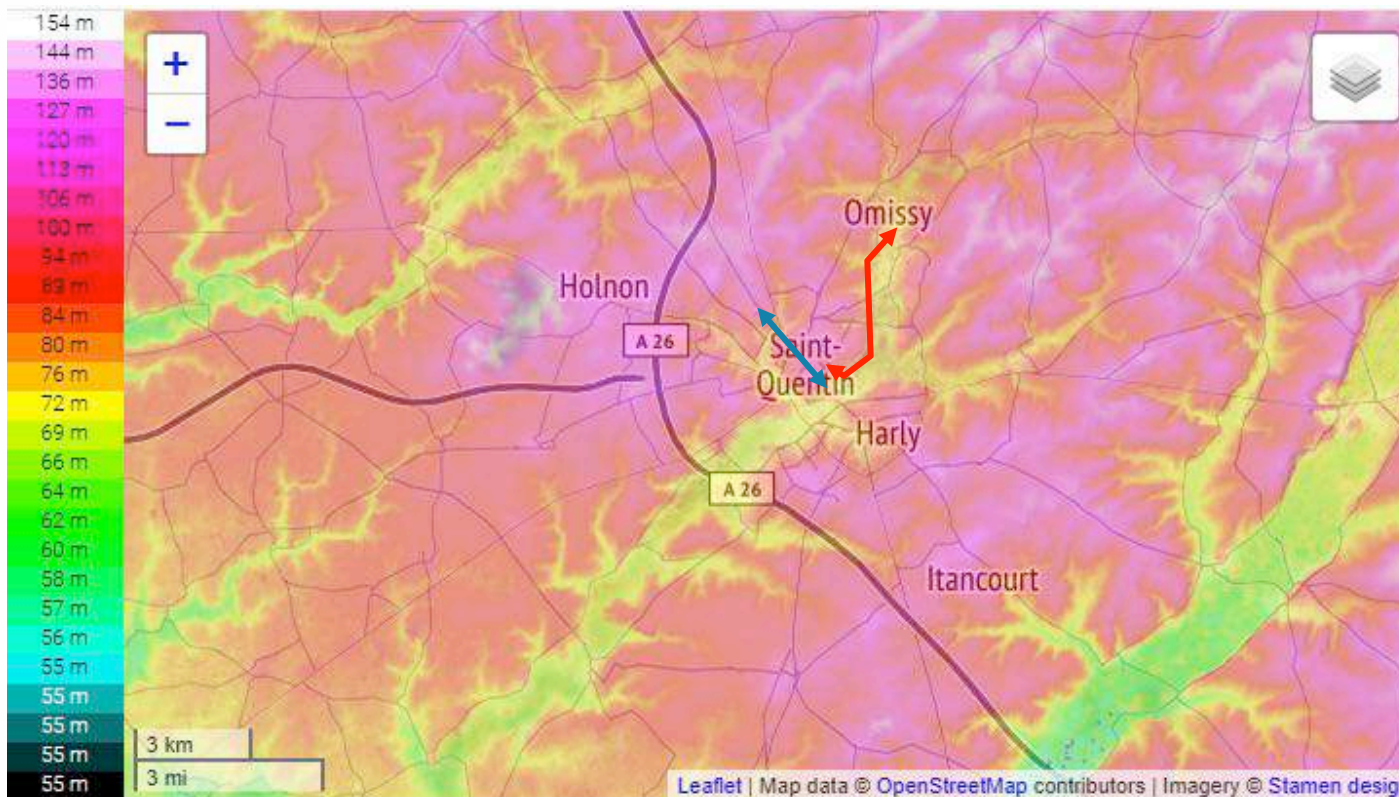 154 m
144 m
136 m
127 m
120 m
113 m
106 m
100 m
94 m
89 m
84 m
80 m
76 m
72 m
69 m
66 m
64 m
62 m
60 m
58 m
57 m
56 m
55 m
55 m
55 m
55 m
55 m
+
−
Omissy
Holnon
A 26
Saint-
Quentin
Harly
A 26
Itancourt
3 km
3 mi
Leaflet | Map data © OpenStreetMap contributors | Imagery © Stamen desig